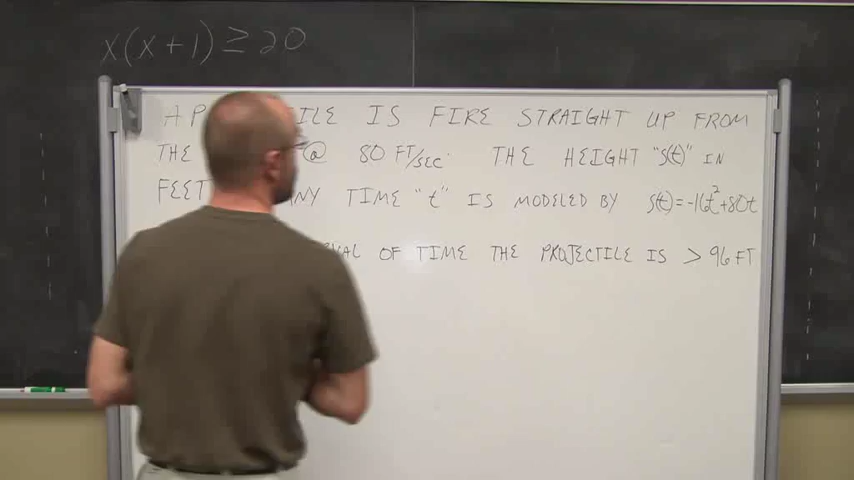 x(x+1) ≥ 20
A P ILE IS FIRE STRAIGHT UP FROM
THE @ 80 FT/SEC. THE HEIGHT "s(t)" IN
FEET NY TIME "t" IS MODELED BY s(t)=-16t²+80t
VAL OF TIME THE PROJECTILE IS > 96 FT